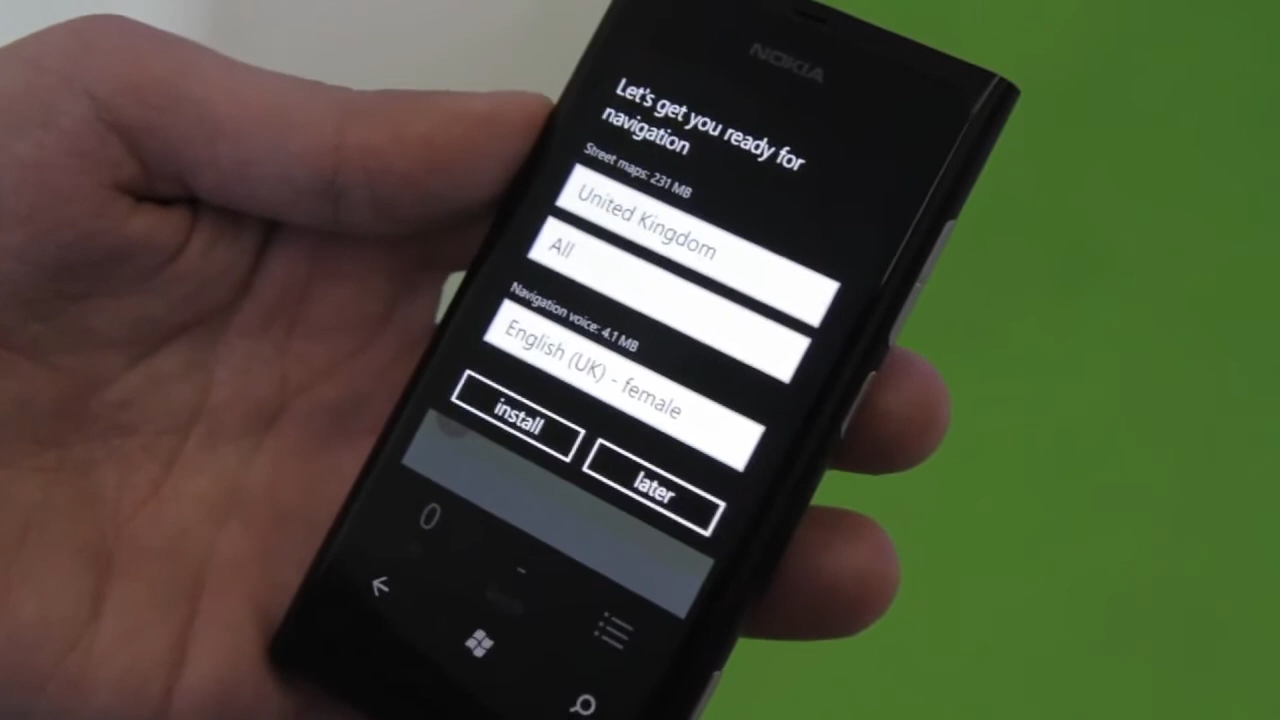 NOKIA
Let's get you ready for
navigation
Street maps: 231 MB
United Kingdom
All
Navigation voice: 4.1 MB
English (UK) - female
install
later
0